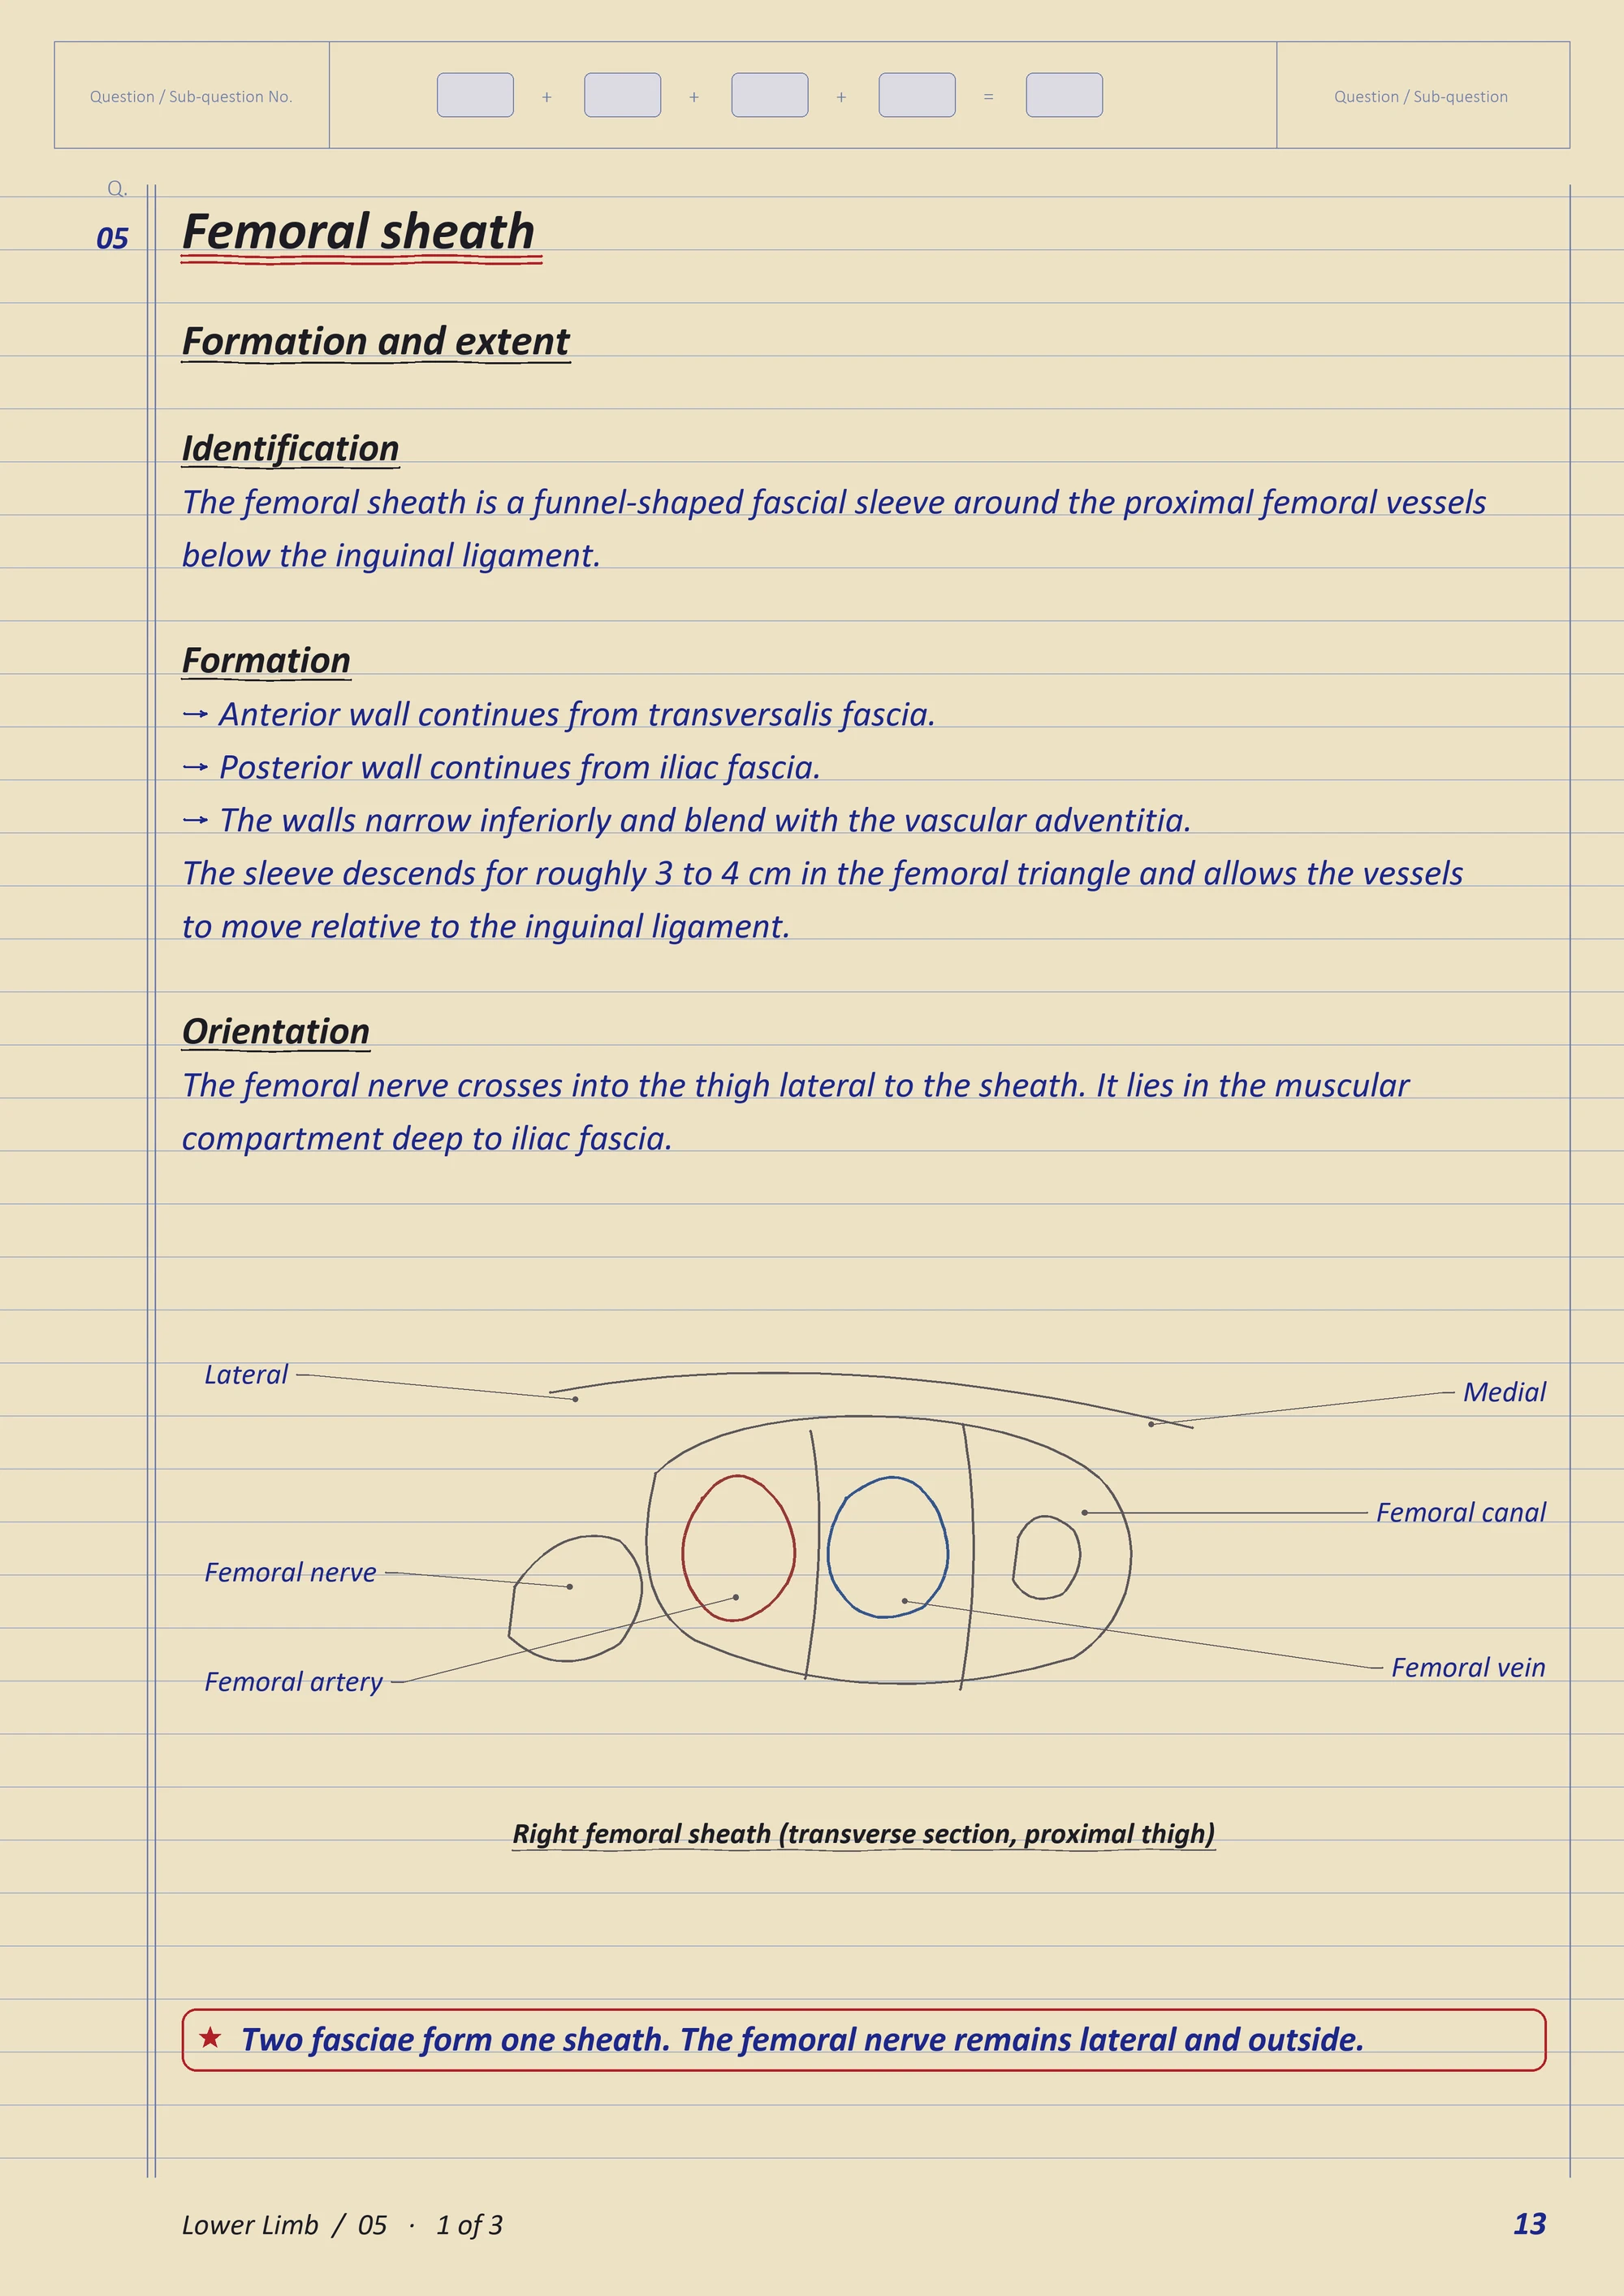 Question / Sub-question No.
+ + + =
Question / Sub-question
Q.
05
Femoral sheath
Formation and extent
Identification
The femoral sheath is a funnel-shaped fascial sleeve around the proximal femoral vessels
below the inguinal ligament.
Formation
→ Anterior wall continues from transversalis fascia.
→ Posterior wall continues from iliac fascia.
→ The walls narrow inferiorly and blend with the vascular adventitia.
The sleeve descends for roughly 3 to 4 cm in the femoral triangle and allows the vessels
to move relative to the inguinal ligament.
Orientation
The femoral nerve crosses into the thigh lateral to the sheath. It lies in the muscular
compartment deep to iliac fascia.
Lateral
Medial
Femoral canal
Femoral nerve
Femoral vein
Femoral artery
Right femoral sheath (transverse section, proximal thigh)
★ Two fasciae form one sheath. The femoral nerve remains lateral and outside.
Lower Limb / 05 · 1 of 3
13